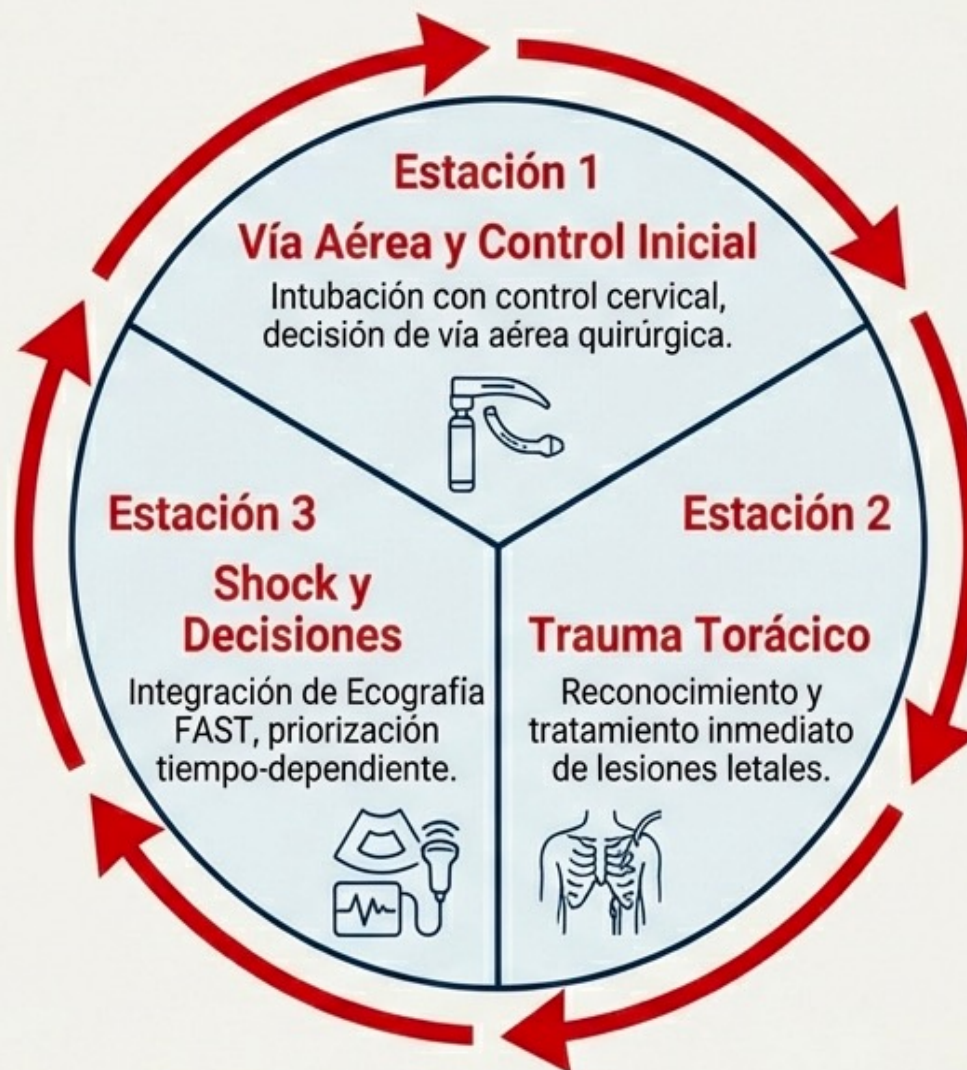 Estación 1
Vía Aérea y Control Inicial
Intubación con control cervical,
decisión de vía aérea quirúrgica.
Estación 2
Trauma Torácico
Reconocimiento y
tratamiento inmediato
de lesiones letales.
Estación 3
Shock y
Decisiones
Integración de Ecografía
FAST, priorización
tiempo-dependiente.